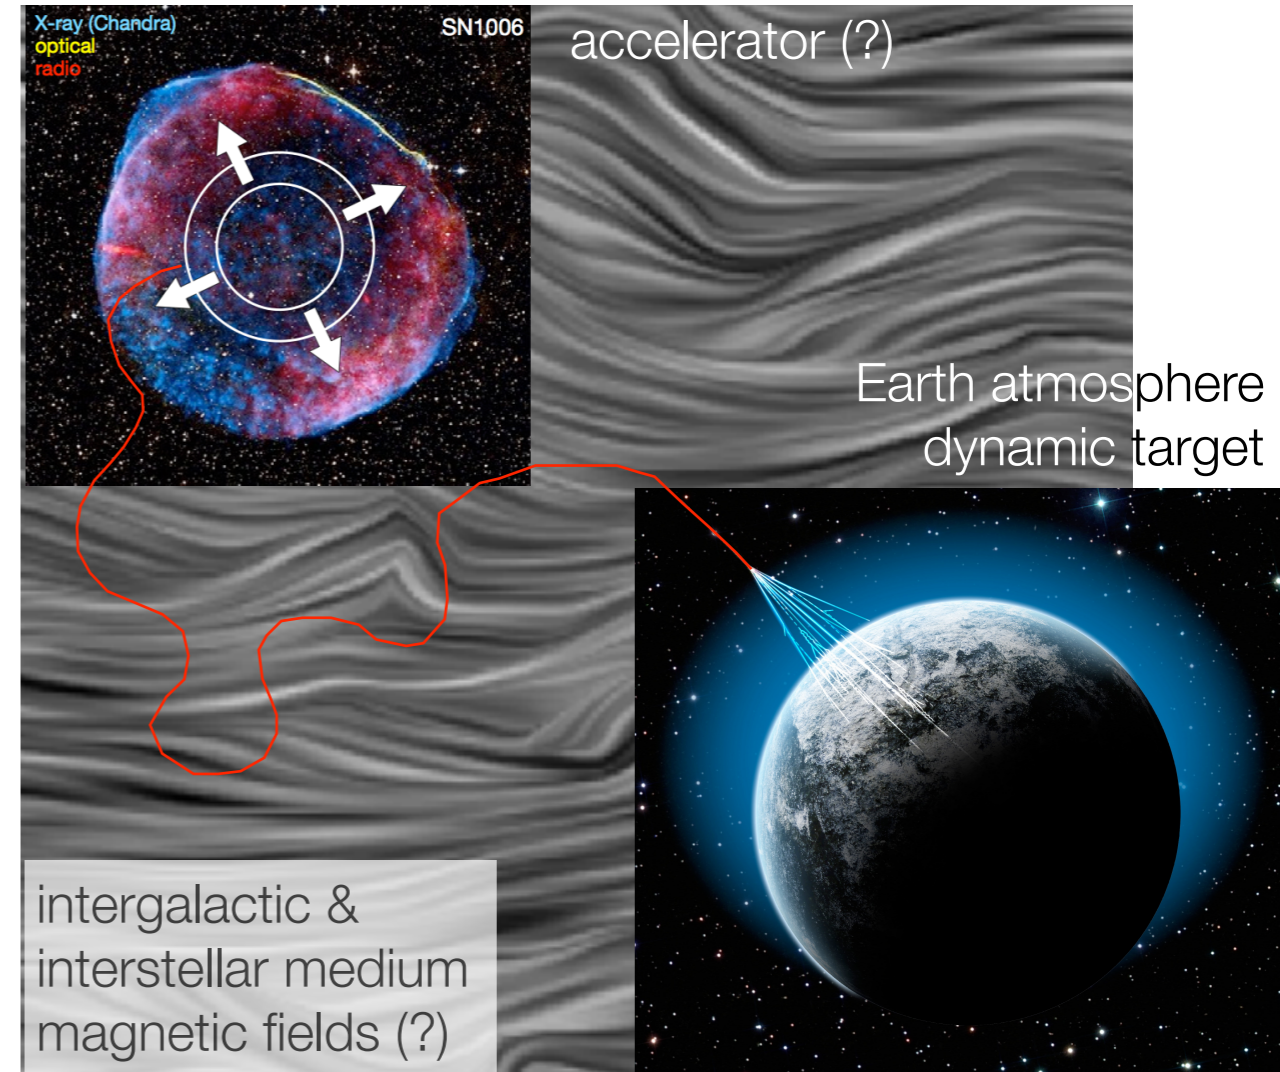 X-ray (Chandra)
optical
radio
SN1006
accelerator (?)
Earth atmosphere
dynamic target
intergalactic &
interstellar medium
magnetic fields (?)